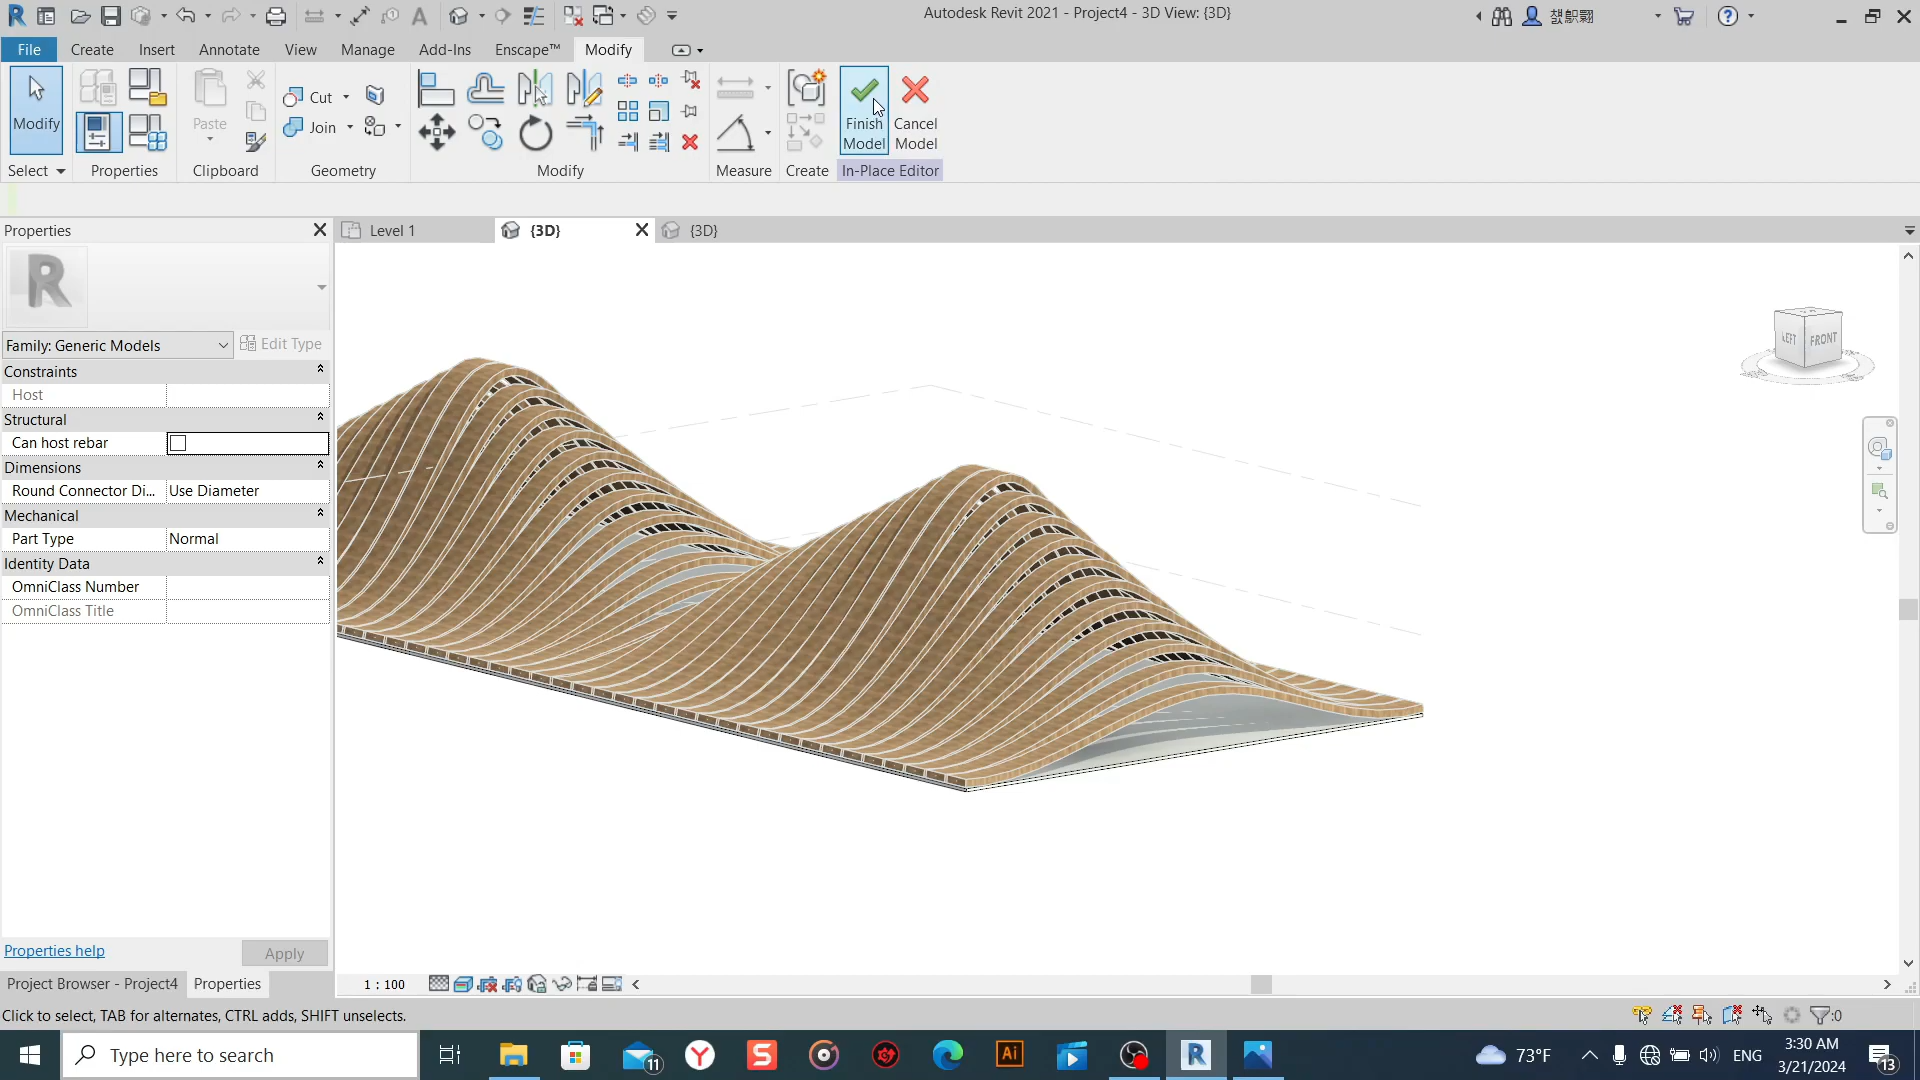 Autodesk Revit 2021 - Project4 - 3D View: {3D}
File Create Insert Annotate View Manage Add-Ins Enscape™ Modify
Modify
Paste
Cut
Join
Finish Model
Cancel Model
Select Properties Clipboard Geometry Modify Measure Create In-Place Editor
Properties
Level 1
{3D}
{3D}
R
Family: Generic Models
Edit Type
Constraints
Host
Structural
Can host rebar
Dimensions
Round Connector Di... Use Diameter
Mechanical
Part Type Normal
Identity Data
OmniClass Number
OmniClass Title
LEFT FRONT
Properties help
Apply
Project Browser - Project4 Properties
1 : 100
Click to select, TAB for alternates, CTRL adds, SHIFT unselects.
:0
Type here to search
11
Ai
R
73°F
ENG
3:30 AM
3/21/2024
13